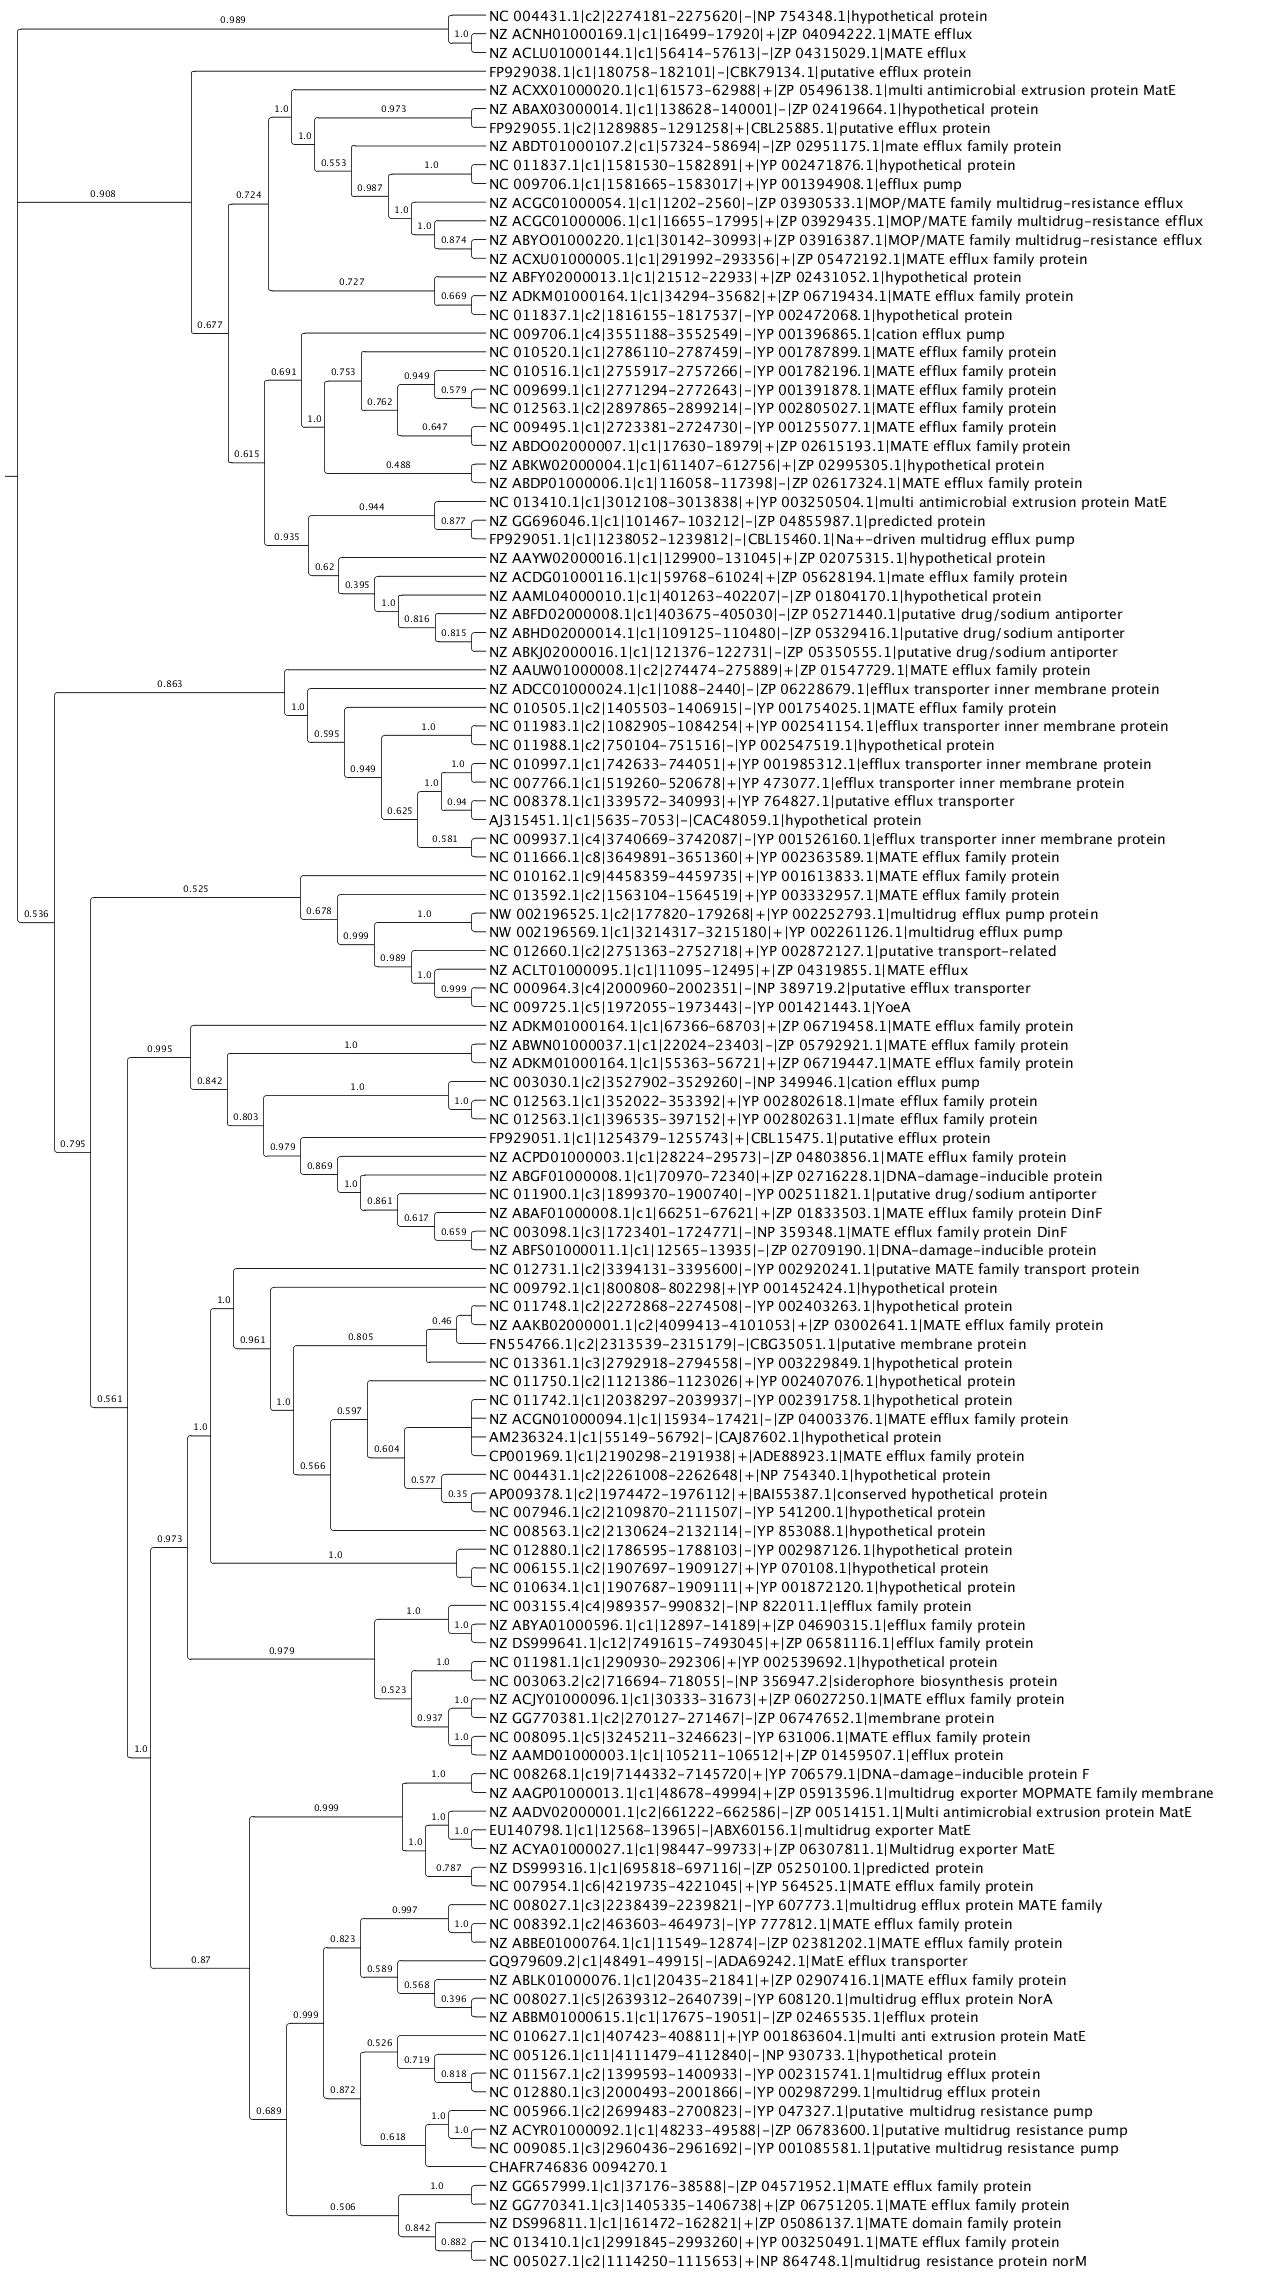 NC 004431.1|c2|2274181-2275620|-|NP 754348.1|hypothetical protein
0.989
1.0
NZ ACNH01000169.1|c1|16499-17920|+|ZP 04094222.1|MATE efflux
NZ ACLU01000144.1|c1|56414-57613|-|ZP 04315029.1|MATE efflux
FP929038.1|c1|180758-182101|-|CBK79134.1|putative efflux protein
NZ ACXX01000020.1|c1|61573-62988|+|ZP 05496138.1|multi antimicrobial extrusion protein MatE
1.0
0.973
NZ ABAX03000014.1|c1|138628-140001|-|ZP 02419664.1|hypothetical protein
FP929055.1|c2|1289885-1291258|+|CBL25885.1|putative efflux protein
1.0
NZ ABDT01000107.2|c1|57324-58694|-|ZP 02951175.1|mate efflux family protein
0.553
1.0
NC 011837.1|c1|1581530-1582891|+|YP 002471876.1|hypothetical protein
0.987
NC 009706.1|c1|1581665-1583017|+|YP 001394908.1|efflux pump
0.908
0.724
NZ ACGC01000054.1|c1|1202-2560|-|ZP 03930533.1|MOP/MATE family multidrug-resistance efflux
1.0
NZ ACGC01000006.1|c1|16655-17995|+|ZP 03929435.1|MOP/MATE family multidrug-resistance efflux
1.0
0.874
NZ ABYO01000220.1|c1|30142-30993|+|ZP 03916387.1|MOP/MATE family multidrug-resistance efflux
NZ ACXU01000005.1|c1|291992-293356|+|ZP 05472192.1|MATE efflux family protein
NZ ABFY02000013.1|c1|21512-22933|+|ZP 02431052.1|hypothetical protein
0.727
0.669
NZ ADKM01000164.1|c1|34294-35682|+|ZP 06719434.1|MATE efflux family protein
NC 011837.1|c2|1816155-1817537|-|YP 002472068.1|hypothetical protein
0.677
NC 009706.1|c4|3551188-3552549|-|YP 001396865.1|cation efflux pump
NC 010520.1|c1|2786110-2787459|-|YP 001787899.1|MATE efflux family protein
0.691
0.753
0.949
NC 010516.1|c1|2755917-2757266|-|YP 001782196.1|MATE efflux family protein
0.579
NC 009699.1|c1|2771294-2772643|-|YP 001391878.1|MATE efflux family protein
0.762
NC 012563.1|c2|2897865-2899214|-|YP 002805027.1|MATE efflux family protein
1.0
0.647
NC 009495.1|c1|2723381-2724730|-|YP 001255077.1|MATE efflux family protein
NZ ABDO02000007.1|c1|17630-18979|+|ZP 02615193.1|MATE efflux family protein
0.615
0.488
NZ ABKW02000004.1|c1|611407-612756|+|ZP 02995305.1|hypothetical protein
NZ ABDP01000006.1|c1|116058-117398|-|ZP 02617324.1|MATE efflux family protein
NC 013410.1|c1|3012108-3013838|+|YP 003250504.1|multi antimicrobial extrusion protein MatE
0.944
0.877
NZ GG696046.1|c1|101467-103212|-|ZP 04855987.1|predicted protein
0.935
FP929051.1|c1|1238052-1239812|-|CBL15460.1|Na+-driven multidrug efflux pump
NZ AAYW02000016.1|c1|129900-131045|+|ZP 02075315.1|hypothetical protein
0.62
NZ ACDG01000116.1|c1|59768-61024|+|ZP 05628194.1|mate efflux family protein
0.395
NZ AAML04000010.1|c1|401263-402207|-|ZP 01804170.1|hypothetical protein
1.0
NZ ABFD02000008.1|c1|403675-405030|-|ZP 05271440.1|putative drug/sodium antiporter
0.816
0.815
NZ ABHD02000014.1|c1|109125-110480|-|ZP 05329416.1|putative drug/sodium antiporter
NZ ABKJ02000016.1|c1|121376-122731|-|ZP 05350555.1|putative drug/sodium antiporter
NZ AAUW01000008.1|c2|274474-275889|+|ZP 01547729.1|MATE efflux family protein
0.863
NZ ADCC01000024.1|c1|1088-2440|-|ZP 06228679.1|efflux transporter inner membrane protein
1.0
NC 010505.1|c2|1405503-1406915|-|YP 001754025.1|MATE efflux family protein
0.595
1.0
NC 011983.1|c2|1082905-1084254|+|YP 002541154.1|efflux transporter inner membrane protein
NC 011988.1|c2|750104-751516|-|YP 002547519.1|hypothetical protein
0.949
1.0
NC 010997.1|c1|742633-744051|+|YP 001985312.1|efflux transporter inner membrane protein
1.0
NC 007766.1|c1|519260-520678|+|YP 473077.1|efflux transporter inner membrane protein
0.94
NC 008378.1|c1|339572-340993|+|YP 764827.1|putative efflux transporter
0.625
AJ315451.1|c1|5635-7053|-|CAC48059.1|hypothetical protein
0.581
NC 009937.1|c4|3740669-3742087|-|YP 001526160.1|efflux transporter inner membrane protein
NC 011666.1|c8|3649891-3651360|+|YP 002363589.1|MATE efflux family protein
NC 010162.1|c9|4458359-4459735|+|YP 001613833.1|MATE efflux family protein
0.525
NC 013592.1|c2|1563104-1564519|+|YP 003332957.1|MATE efflux family protein
0.536
0.678
1.0
NW 002196525.1|c2|177820-179268|+|YP 002252793.1|multidrug efflux pump protein
NW 002196569.1|c1|3214317-3215180|+|YP 002261126.1|multidrug efflux pump
0.999
NC 012660.1|c2|2751363-2752718|+|YP 002872127.1|putative transport-related
0.989
NZ ACLT01000095.1|c1|11095-12495|+|ZP 04319855.1|MATE efflux
1.0
0.999
NC 000964.3|c4|2000960-2002351|-|NP 389719.2|putative efflux transporter
NC 009725.1|c5|1972055-1973443|-|YP 001421443.1|YoeA
NZ ADKM01000164.1|c1|67366-68703|+|ZP 06719458.1|MATE efflux family protein
0.995
1.0
NZ ABWN01000037.1|c1|22024-23403|-|ZP 05792921.1|MATE efflux family protein
NZ ADKM01000164.1|c1|55363-56721|+|ZP 06719447.1|MATE efflux family protein
0.842
NC 003030.1|c2|3527902-3529260|-|NP 349946.1|cation efflux pump
1.0
1.0
NC 012563.1|c1|352022-353392|+|YP 002802618.1|mate efflux family protein
0.803
NC 012563.1|c1|396535-397152|+|YP 002802631.1|mate efflux family protein
0.795
FP929051.1|c1|1254379-1255743|+|CBL15475.1|putative efflux protein
0.979
NZ ACPD01000003.1|c1|28224-29573|-|ZP 04803856.1|MATE efflux family protein
0.869
NZ ABGF01000008.1|c1|70970-72340|+|ZP 02716228.1|DNA-damage-inducible protein
1.0
NC 011900.1|c3|1899370-1900740|-|YP 002511821.1|putative drug/sodium antiporter
0.861
NZ ABAF01000008.1|c1|66251-67621|+|ZP 01833503.1|MATE efflux family protein DinF
0.617
0.659
NC 003098.1|c3|1723401-1724771|-|NP 359348.1|MATE efflux family protein DinF
NZ ABFS01000011.1|c1|12565-13935|-|ZP 02709190.1|DNA-damage-inducible protein
NC 012731.1|c2|3394131-3395600|-|YP 002920241.1|putative MATE family transport protein
NC 009792.1|c1|800808-802298|+|YP 001452424.1|hypothetical protein
1.0
NC 011748.1|c2|2272868-2274508|-|YP 002403263.1|hypothetical protein
0.46
NZ AAKB02000001.1|c2|4099413-4101053|+|ZP 03002641.1|MATE efflux family protein
0.961
0.805
FN554766.1|c2|2313539-2315179|-|CBG35051.1|putative membrane protein
NC 013361.1|c3|2792918-2794558|-|YP 003229849.1|hypothetical protein
NC 011750.1|c2|1121386-1123026|+|YP 002407076.1|hypothetical protein
0.561
1.0
NC 011742.1|c2|2038297-2039937|-|YP 002391758.1|hypothetical protein
0.597
NZ ACGN01000094.1|c1|15934-17421|-|ZP 04003376.1|MATE efflux family protein
1.0
AM236324.1|c1|55149-56792|-|CAJ87602.1|hypothetical protein
0.604
CP001969.1|c1|2190298-2191938|+|ADE88923.1|MATE efflux family protein
0.566
NC 004431.1|c2|2261008-2262648|+|NP 754340.1|hypothetical protein
0.577
0.35
AP009378.1|c2|1974472-1976112|+|BAI55387.1|conserved hypothetical protein
NC 007946.1|c2|2109870-2111507|-|YP 541200.1|hypothetical protein
NC 008563.1|c2|2130624-2132114|-|YP 853088.1|hypothetical protein
0.973
1.0
NC 012880.1|c2|1786595-1788103|-|YP 002987126.1|hypothetical protein
NC 006155.1|c2|1907697-1909127|+|YP 070108.1|hypothetical protein
NC 010634.1|c1|1907687-1909111|+|YP 001872120.1|hypothetical protein
NC 003155.4|c4|989357-990832|-|NP 822011.1|efflux family protein
1.0
1.0
NZ ABYA01000596.1|c1|12897-14189|+|ZP 04690315.1|efflux family protein
0.979
NZ DS999641.1|c12|7491615-7493045|+|ZP 06581116.1|efflux family protein
1.0
NC 011981.1|c1|290930-292306|+|YP 002539692.1|hypothetical protein
NC 003063.2|c2|716694-718055|-|NP 356947.2|siderophore biosynthesis protein
0.523
1.0
NZ ACJY01000096.1|c1|30333-31673|+|ZP 06027250.1|MATE efflux family protein
0.937
NZ GG770381.1|c2|270127-271467|-|ZP 06747652.1|membrane protein
1.0
NC 008095.1|c5|3245211-3246623|-|YP 631006.1|MATE efflux family protein
1.0
NZ AAMD01000003.1|c1|105211-106512|+|ZP 01459507.1|efflux protein
1.0
NC 008268.1|c19|7144332-7145720|+|YP 706579.1|DNA-damage-inducible protein F
NZ AAGP01000013.1|c1|48678-49994|+|ZP 05913596.1|multidrug exporter MOPMATE family membrane
0.999
1.0
NZ AADV02000001.1|c2|661222-662586|-|ZP 00514151.1|Multi antimicrobial extrusion protein MatE
1.0
EU140798.1|c1|12568-13965|-|ABX60156.1|multidrug exporter MatE
1.0
NZ ACYA01000027.1|c1|98447-99733|+|ZP 06307811.1|Multidrug exporter MatE
0.787
NZ DS999316.1|c1|695818-697116|-|ZP 05250100.1|predicted protein
NC 007954.1|c6|4219735-4221045|+|YP 564525.1|MATE efflux family protein
NC 008027.1|c3|2238439-2239821|-|YP 607773.1|multidrug efflux protein MATE family
0.997
1.0
NC 008392.1|c2|463603-464973|-|YP 777812.1|MATE efflux family protein
0.823
NZ ABBE01000764.1|c1|11549-12874|-|ZP 02381202.1|MATE efflux family protein
0.87
GQ979609.2|c1|48491-49915|-|ADA69242.1|MatE efflux transporter
0.589
NZ ABLK01000076.1|c1|20435-21841|+|ZP 02907416.1|MATE efflux family protein
0.568
0.396
NC 008027.1|c5|2639312-2640739|-|YP 608120.1|multidrug efflux protein NorA
0.999
NZ ABBM01000615.1|c1|17675-19051|-|ZP 02465535.1|efflux protein
NC 010627.1|c1|407423-408811|+|YP 001863604.1|multi anti extrusion protein MatE
0.526
NC 005126.1|c11|4111479-4112840|-|NP 930733.1|hypothetical protein
0.719
0.818
NC 011567.1|c2|1399593-1400933|-|YP 002315741.1|multidrug efflux protein
0.872
NC 012880.1|c3|2000493-2001866|-|YP 002987299.1|multidrug efflux protein
0.689
1.0
NC 005966.1|c2|2699483-2700823|-|YP 047327.1|putative multidrug resistance pump
1.0
NZ ACYR01000092.1|c1|48233-49588|-|ZP 06783600.1|putative multidrug resistance pump
0.618
NC 009085.1|c3|2960436-2961692|-|YP 001085581.1|putative multidrug resistance pump
CHAFR746836 0094270.1
1.0
NZ GG657999.1|c1|37176-38588|-|ZP 04571952.1|MATE efflux family protein
0.506
NZ GG770341.1|c3|1405335-1406738|+|ZP 06751205.1|MATE efflux family protein
0.842
NZ DS996811.1|c1|161472-162821|+|ZP 05086137.1|MATE domain family protein
0.882
NC 013410.1|c1|2991845-2993260|+|YP 003250491.1|MATE efflux family protein
NC 005027.1|c2|1114250-1115653|+|NP 864748.1|multidrug resistance protein norM